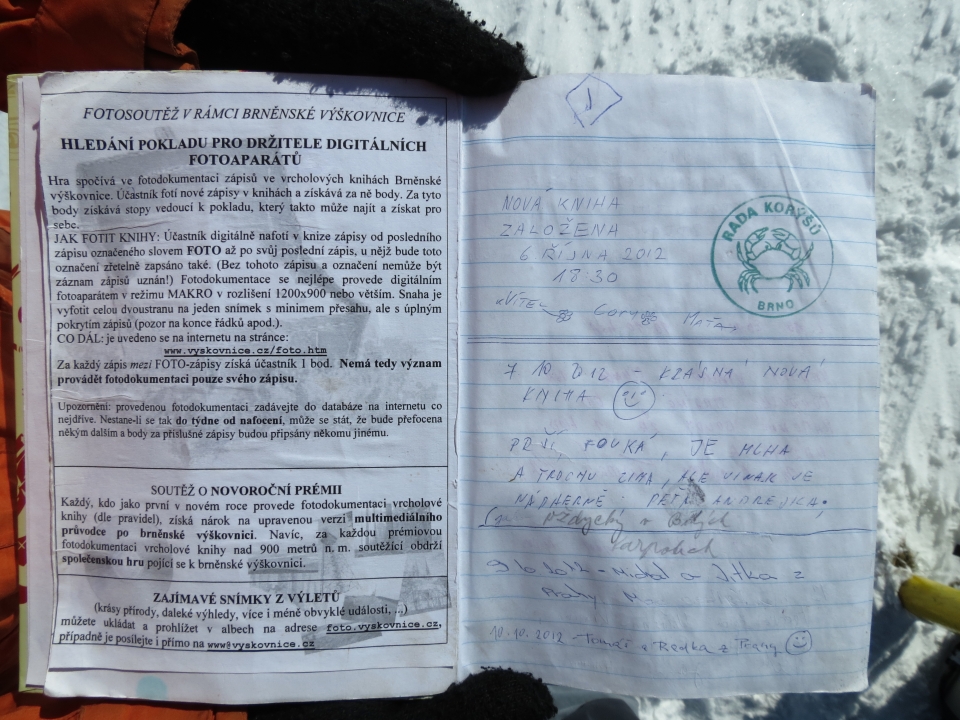 FOTOSOUTĚŽ V RÁMCI BRNĚNSKÉ VÝŠKOVNICE
HLEDÁNÍ POKLADU PRO DRŽITELE DIGITÁLNÍCH
FOTOAPARÁTŮ
Hra spočívá ve fotodokumentaci zápisů ve vrcholových knihách Brněnské
výškovnice. Účastník fotí nové zápisy v knihách a získává za ně body. Za tyto
body získává stopy vedoucí k pokladu, který takto může najít a získat pro
sebe.
JAK FOTIT KNIHY: Účastník digitálně nafotí v knize zápisy od posledního
zápisu označeného slovem FOTO až po svůj poslední zápis, u nějž bude toto
označení zřetelně zapsáno také. (Bez tohoto zápisu a označení nemůže být
záznam zápisů uznán!) Fotodokumentace se nejlépe provede digitálním
fotoaparátem v režimu MAKRO v rozlišení 1200x900 nebo větším. Snaha je
vyfotit celou dvoustranu na jeden snímek s minimem přesahu, ale s úplným
pokrytím zápisů (pozor na konce řádků apod.).
CO DÁL: je uvedeno se na internetu na stránce:
www.vyskovnice.cz/foto.htm
Za každý zápis mezi FOTO-zápisy získá účastník 1 bod. Nemá tedy význam
provádět fotodokumentaci pouze svého zápisu.
Upozornění: provedenou fotodokumentaci zadávejte do databáze na internetu co
nejdříve. Nestane-li se tak do týdne od nafocení, může se stát, že bude přefocena
někým dalším a body za příslušné zápisy budou připsány někomu jinému.
SOUTĚŽ O NOVOROČNÍ PRÉMII
Každý, kdo jako první v novém roce provede fotodokumentaci vrcholové
knihy (dle pravidel), získá nárok na upravenou verzi multimediálního
průvodce po brněnské výškovnici. Navíc, za každou prémiovou
fotodokumentaci vrcholové knihy nad 900 metrů n. m. soutěžící obdrží
společenskou hru pojící se k brněnské výškovnici.
ZAJÍMAVÉ SNÍMKY Z VÝLETŮ
(krásy přírody, daleké výhledy, více i méně obvyklé události, ...)
můžete ukládat a prohlížet v albech na adrese foto.vyskovnice.cz,
případně je posílejte i přímo na www@vyskovnice.cz
1
NOVÁ KNIHA
ZALOŽENA
6 ŘÍJNA 2012
18:30
RADA KORÝŠŮ
BRNO
7 10 2012 - KRÁSNÁ NOVÁ
KNIHA
PRŠÍ, FOUKÁ, JE MLHA
A TROCHU ZIMA, ALE JINAK JE
NÁDHERNĚ. PÉŤA ANDREJKA.
Michal a Jitka z
Prahy
10.10.2012 - Tomáš a Radka z Prahy